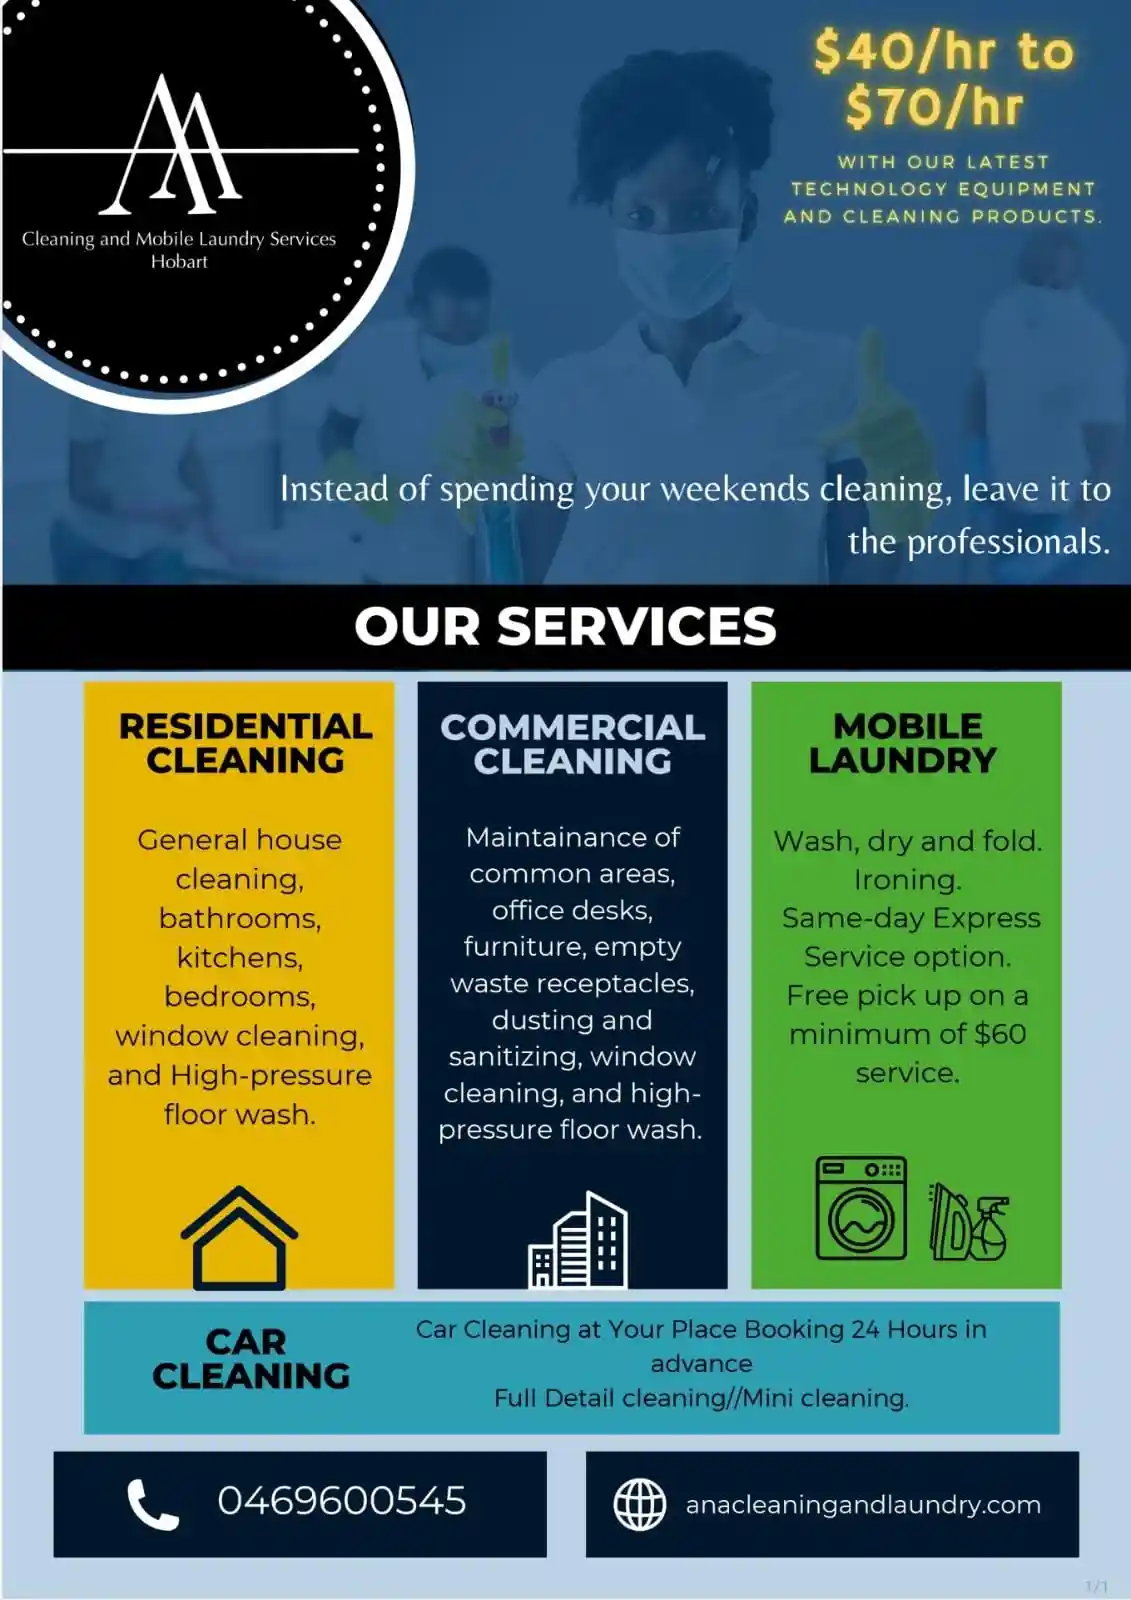 Cleaning and Mobile Laundry Services
Hobart
$40/hr to
$70/hr
WITH OUR LATEST
TECHNOLOGY EQUIPMENT
AND CLEANING PRODUCTS.
Instead of spending your weekends cleaning, leave it to
the professionals.
OUR SERVICES
RESIDENTIAL
CLEANING
General house
cleaning,
bathrooms,
kitchens,
bedrooms,
window cleaning,
and High-pressure
floor wash.
COMMERCIAL
CLEANING
Maintainance of
common areas,
office desks,
furniture, empty
waste receptacles,
dusting and
sanitizing, window
cleaning, and high-
pressure floor wash.
MOBILE
LAUNDRY
Wash, dry and fold.
Ironing.
Same-day Express
Service option.
Free pick up on a
minimum of $60
service.
CAR
CLEANING
Car Cleaning at Your Place Booking 24 Hours in
advance
Full Detail cleaning//Mini cleaning.
0469600545
anacleaningandlaundry.com
1/1